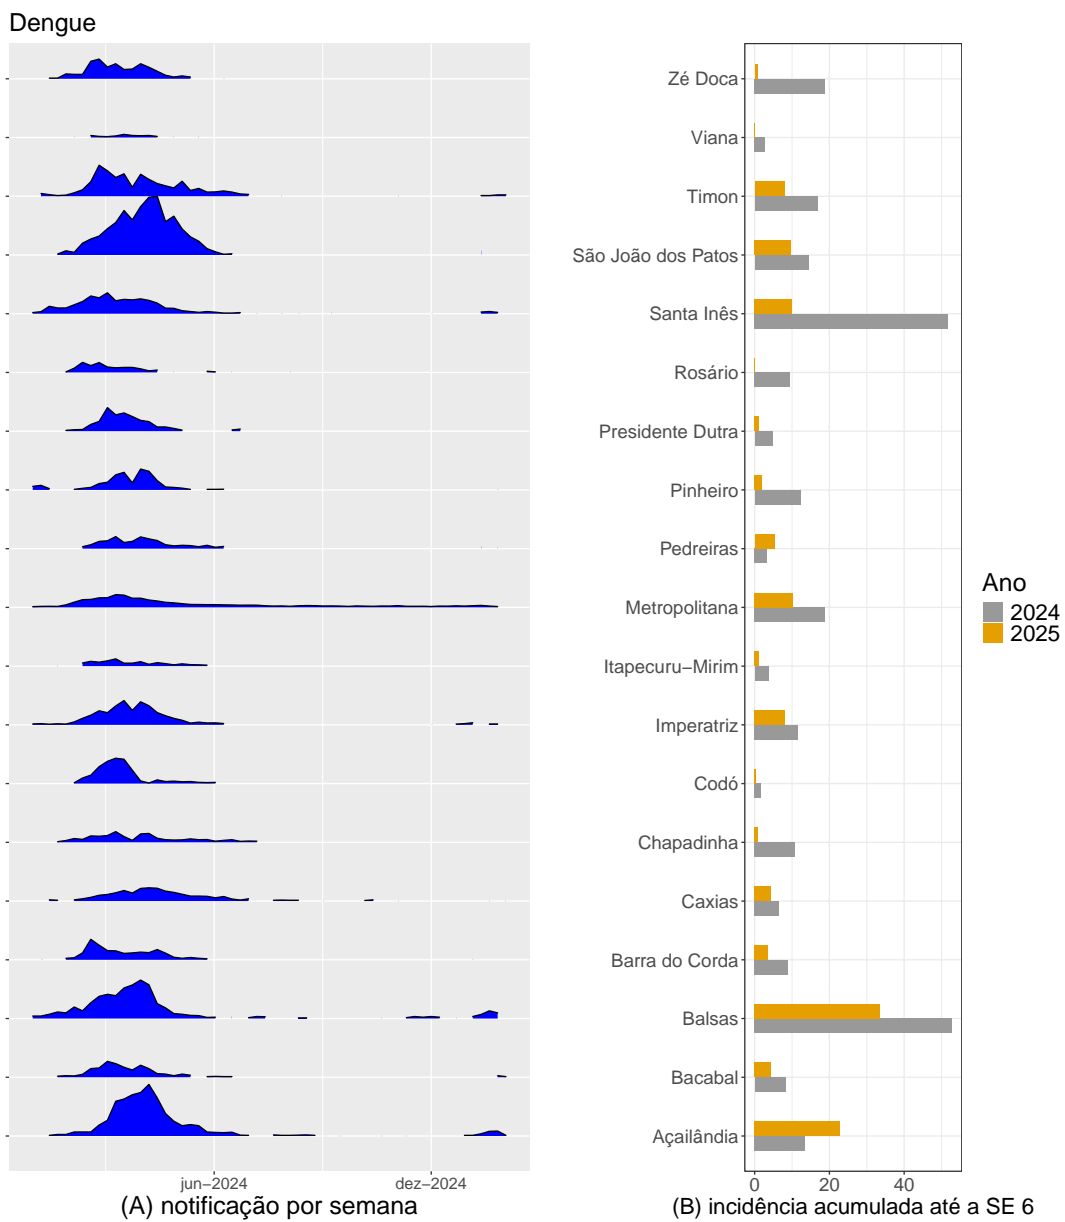 Dengue
Zé Doca
Viana
Timon
São João dos Patos
Santa Inês
Rosário
Presidente Dutra
Pinheiro
Pedreiras
Metropolitana
Itapecuru−Mirim
Imperatriz
Codó
Chapadinha
Caxias
Barra do Corda
Balsas
Bacabal
Açailândia
Ano
2024
2025
jun−2024 dez−2024
0 20 40
(A) notificação por semana
(B) incidência acumulada até a SE 6